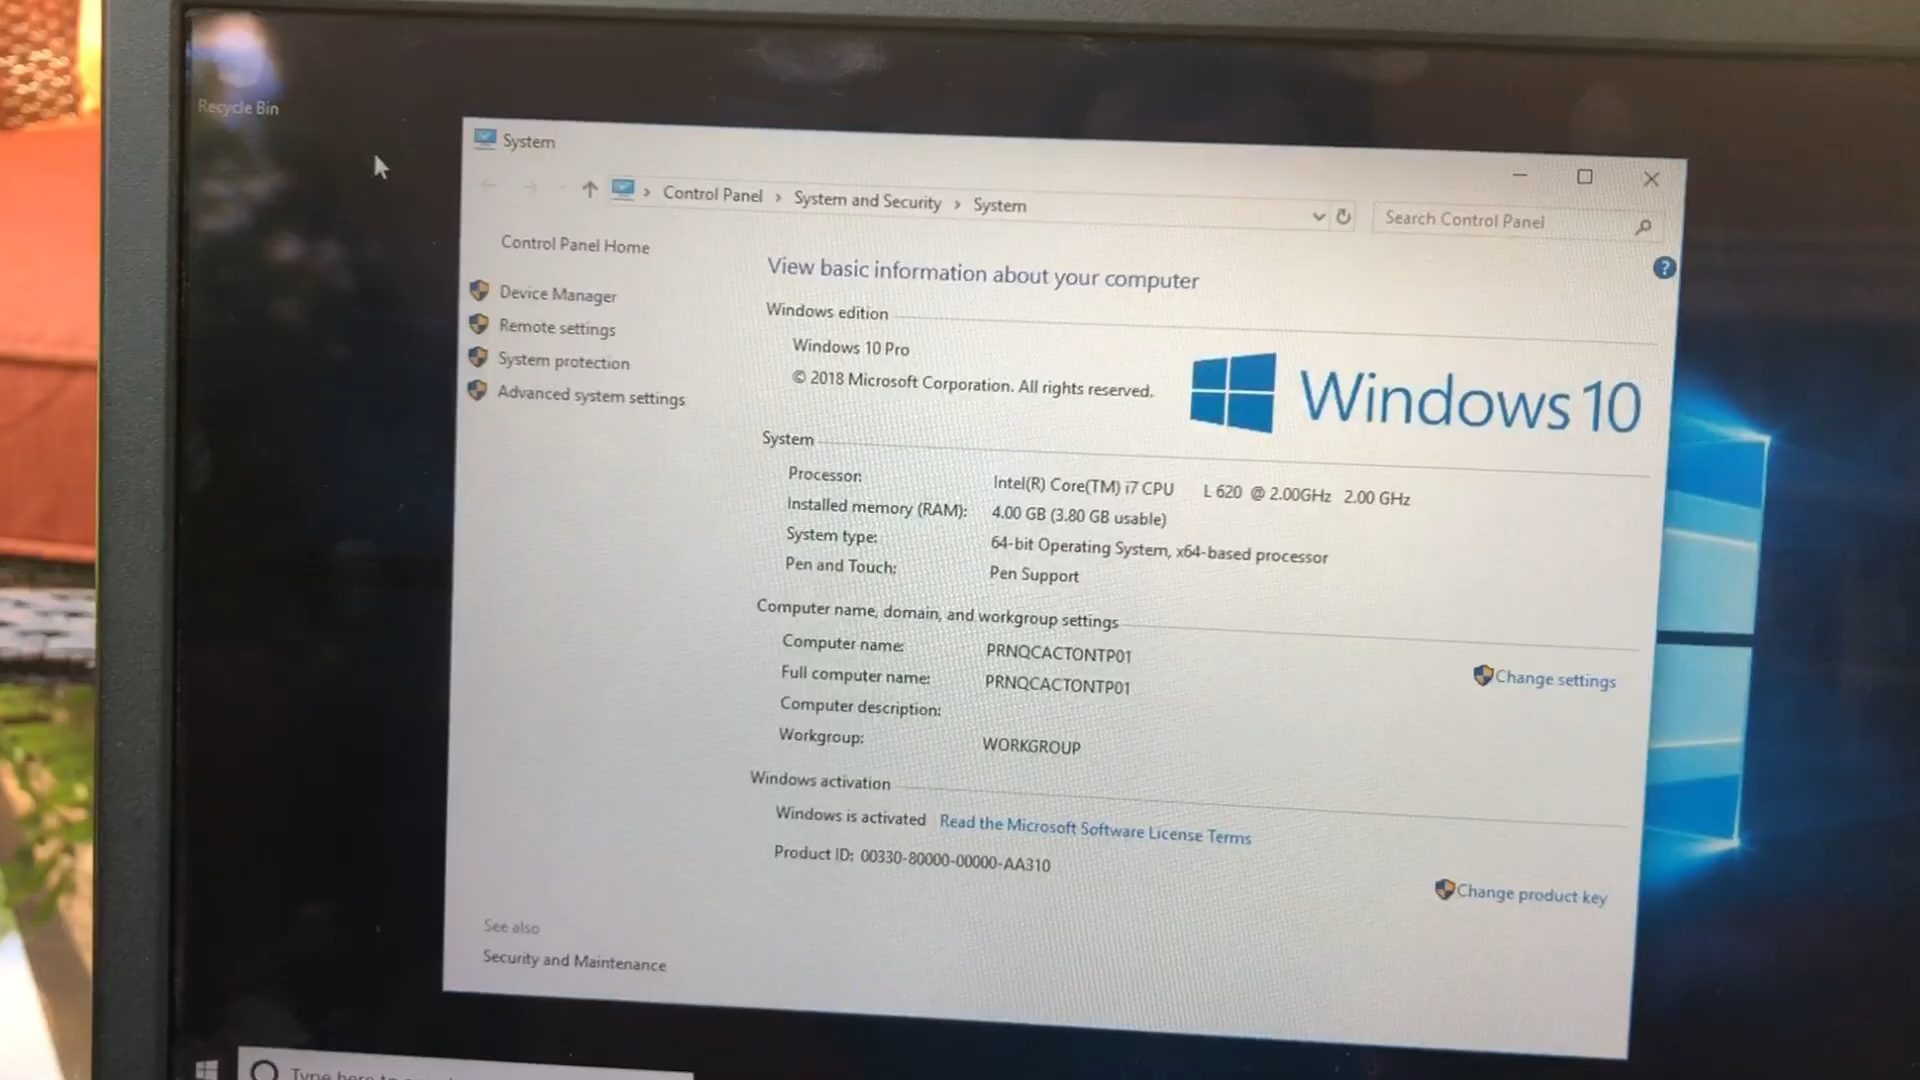 Recycle Bin
System
Control Panel > System and Security > System
Search Control Panel
Control Panel Home
Device Manager
Remote settings
System protection
Advanced system settings
View basic information about your computer
Windows edition
Windows 10 Pro
© 2018 Microsoft Corporation. All rights reserved.
Windows 10
System
Processor: Intel(R) Core(TM) i7 CPU L 620 @ 2.00GHz 2.00 GHz
Installed memory (RAM): 4.00 GB (3.80 GB usable)
System type: 64-bit Operating System, x64-based processor
Pen and Touch: Pen Support
Computer name, domain, and workgroup settings
Computer name: PRNQCACTONTP01
Change settings
Full computer name: PRNQCACTONTP01
Computer description:
Workgroup: WORKGROUP
Windows activation
Windows is activated Read the Microsoft Software License Terms
Product ID: 00330-80000-00000-AA310
Change product key
See also
Security and Maintenance
Type here to